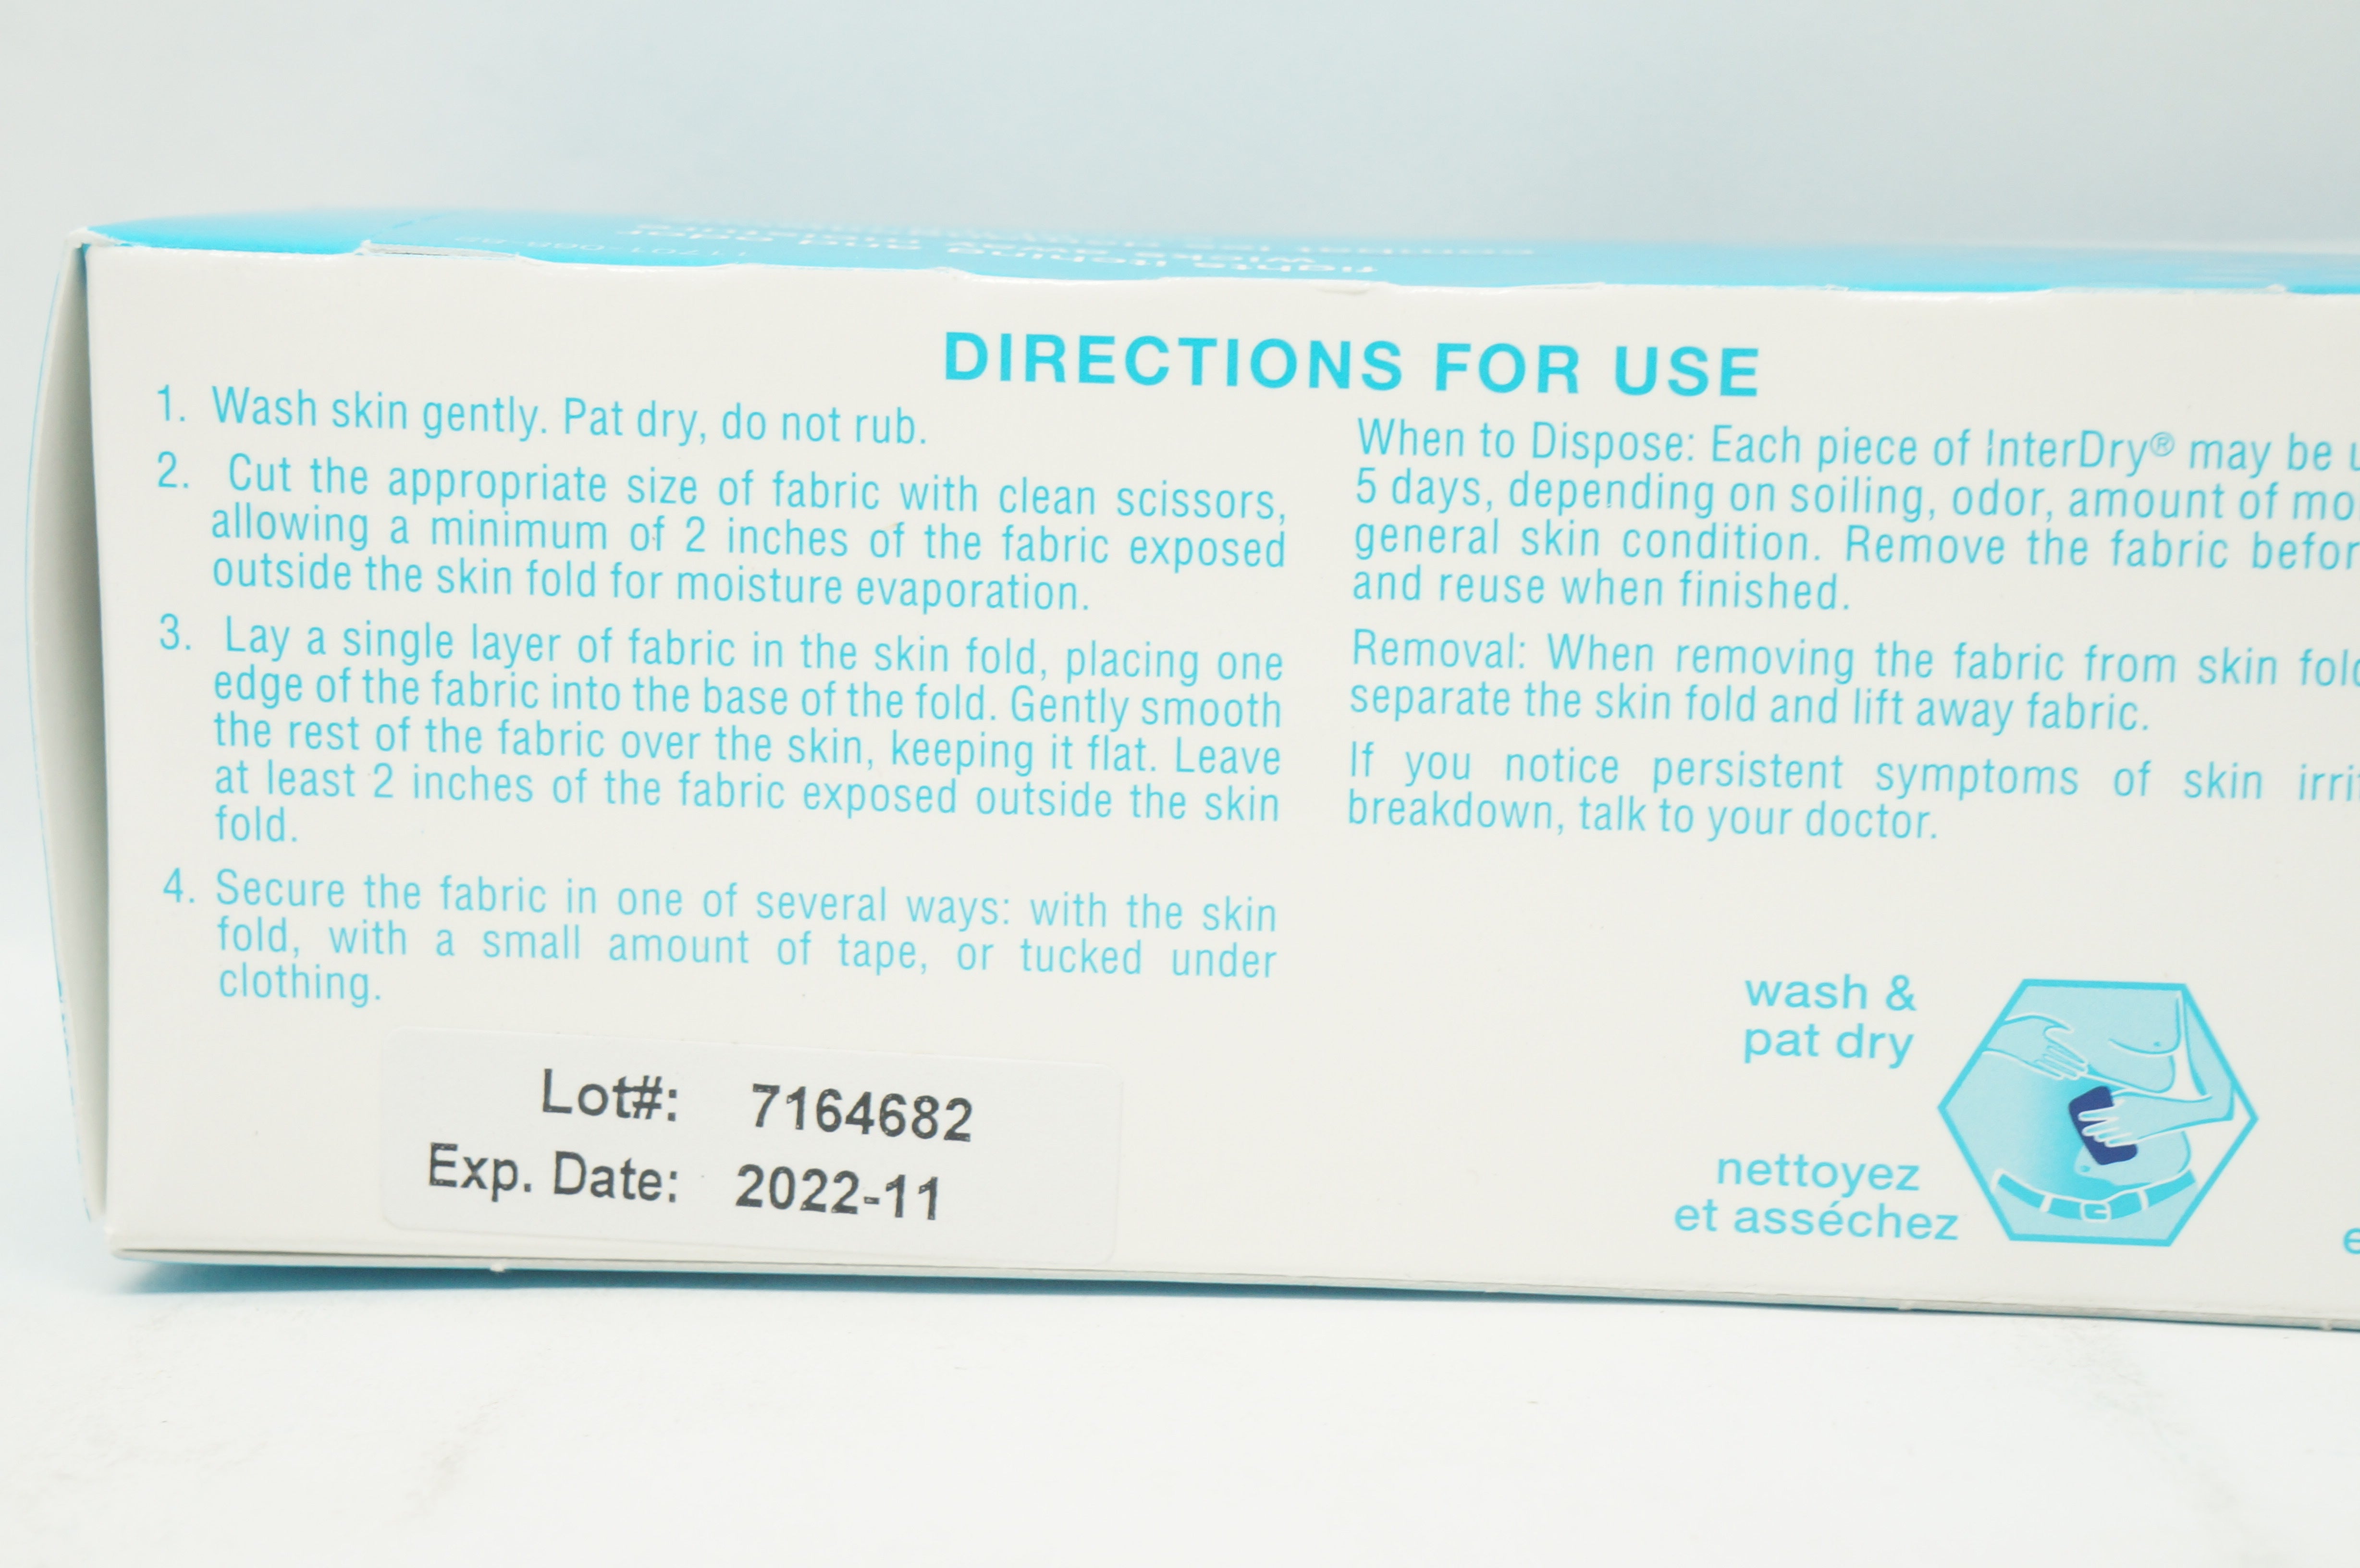 fights itching and odor
wicks away moisture
DIRECTIONS FOR USE
1. Wash skin gently. Pat dry, do not rub.
2. Cut the appropriate size of fabric with clean scissors,
allowing a minimum of 2 inches of the fabric exposed
outside the skin fold for moisture evaporation.
3. Lay a single layer of fabric in the skin fold, placing one
edge of the fabric into the base of the fold. Gently smooth
the rest of the fabric over the skin, keeping it flat. Leave
at least 2 inches of the fabric exposed outside the skin
fold.
4. Secure the fabric in one of several ways: with the skin
fold, with a small amount of tape, or tucked under
clothing.
Lot#: 7164682
Exp. Date: 2022-11
When to Dispose: Each piece of InterDry® may be
5 days, depending on soiling, odor, amount of
general skin condition. Remove the fabric
and reuse when finished.
Removal: When removing the fabric from skin
separate the skin fold and lift away fabric.
If you notice persistent symptoms of skin
breakdown, talk to your doctor.
wash &
pat dry
nettoyez
et asséchez